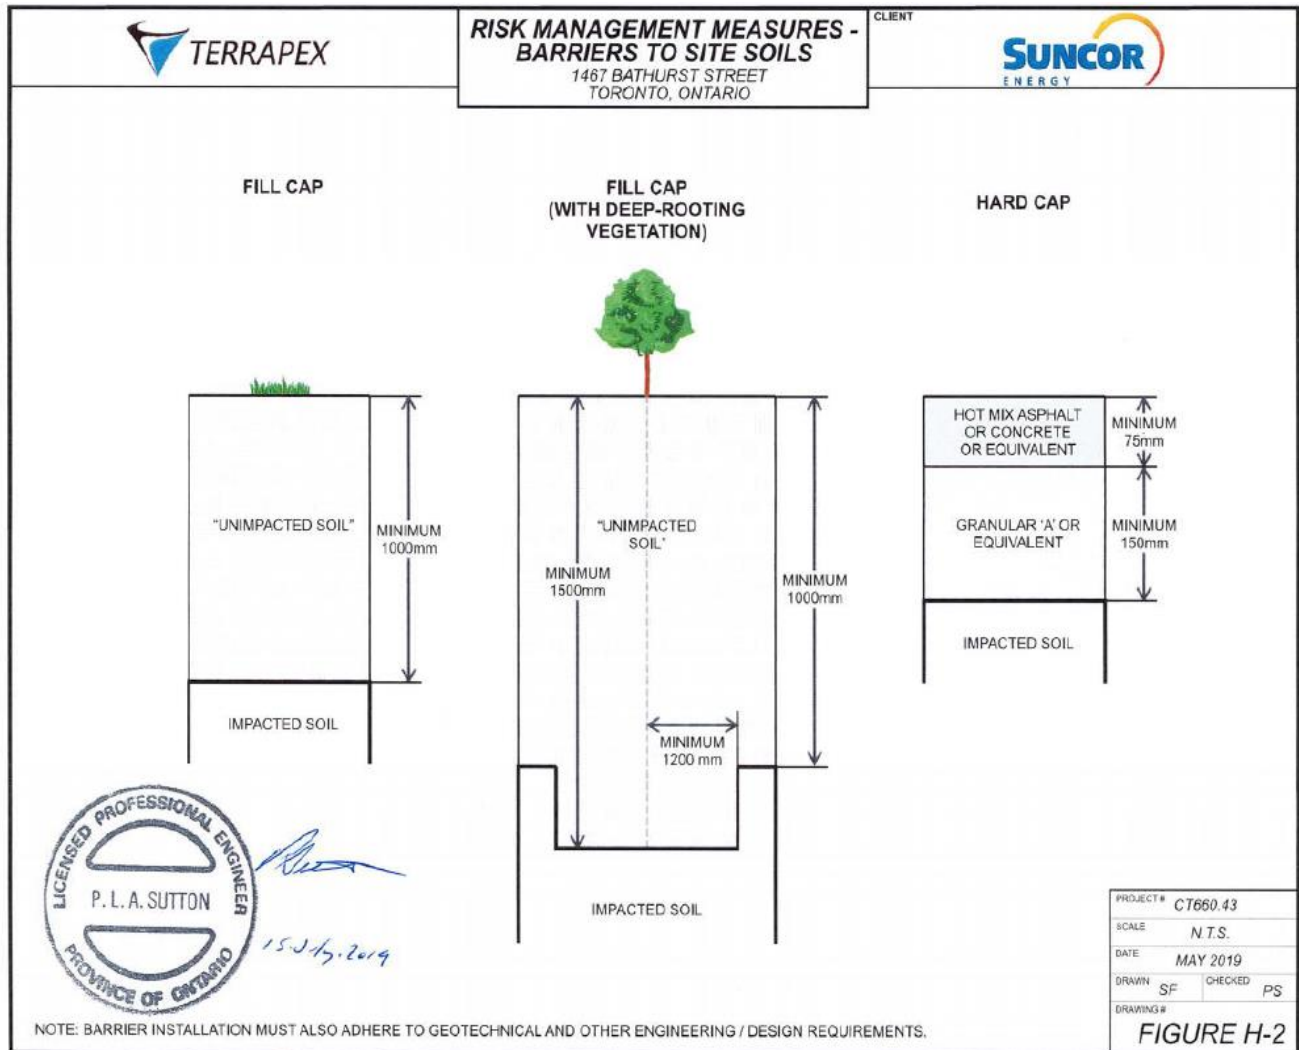 TERRAPEX
RISK MANAGEMENT MEASURES -
BARRIERS TO SITE SOILS
1467 BATHURST STREET
TORONTO, ONTARIO
CLIENT
SUNCOR
ENERGY
FILL CAP
FILL CAP
(WITH DEEP-ROOTING
VEGETATION)
HARD CAP
"UNIMPACTED SOIL"
MINIMUM
1000mm
IMPACTED SOIL
"UNIMPACTED
SOIL"
MINIMUM
1500mm
MINIMUM
1000mm
MINIMUM
1200 mm
IMPACTED SOIL
HOT MIX ASPHALT
OR CONCRETE
OR EQUIVALENT
MINIMUM
75mm
GRANULAR 'A' OR
EQUIVALENT
MINIMUM
150mm
IMPACTED SOIL
LICENSED PROFESSIONAL ENGINEER
P.L.A. SUTTON
PROVINCE OF ONTARIO
15. July. 2019
PROJECT# CT660.43
SCALE N.T.S.
DATE MAY 2019
DRAWN SF CHECKED PS
DRAWING#
FIGURE H-2
NOTE: BARRIER INSTALLATION MUST ALSO ADHERE TO GEOTECHNICAL AND OTHER ENGINEERING / DESIGN REQUIREMENTS.